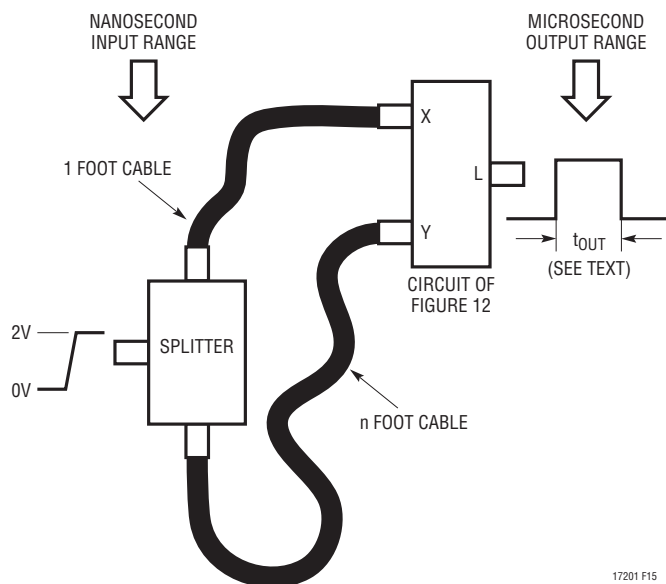 NANOSECOND
INPUT RANGE
MICROSECOND
OUTPUT RANGE
X
1 FOOT CABLE
L
Y
tOUT
(SEE TEXT)
CIRCUIT OF
FIGURE 12
2V
SPLITTER
0V
n FOOT CABLE
17201 F15